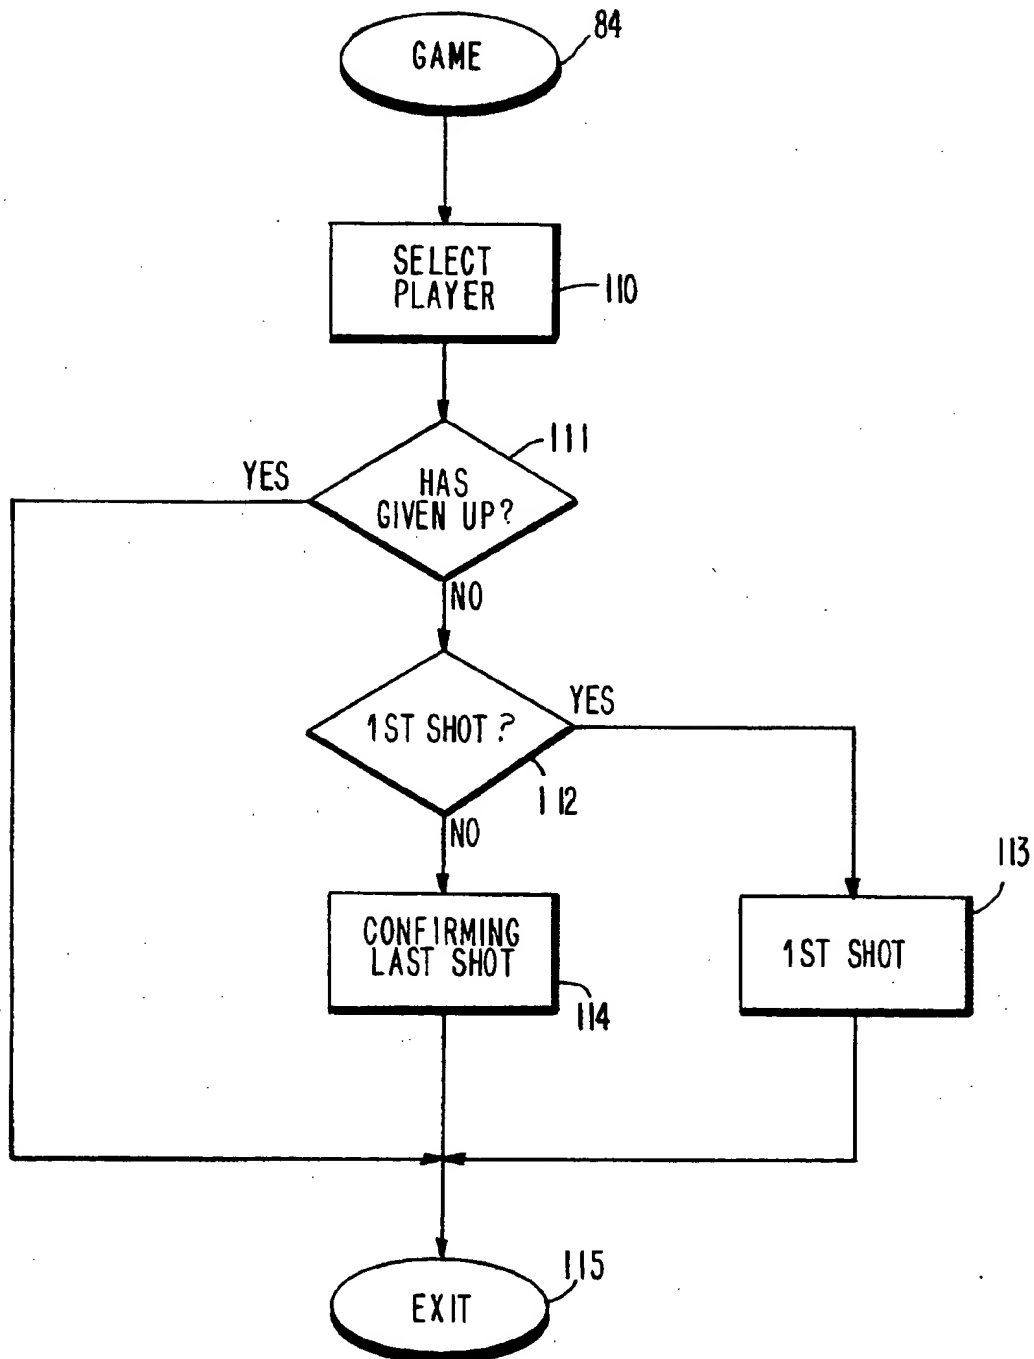 GAME
84
SELECT
PLAYER
110
111
YES
HAS
GIVEN UP?
NO
YES
1ST SHOT?
112
NO
113
CONFIRMING
LAST SHOT
1ST SHOT
114
115
EXIT